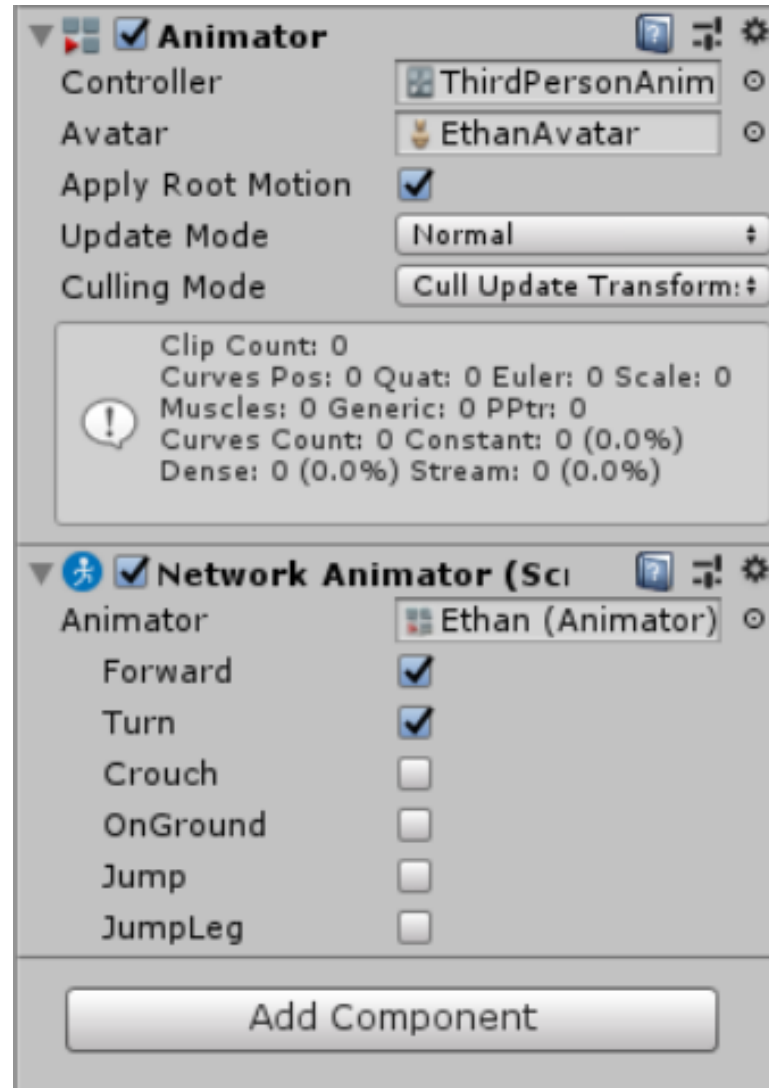 Animator
Controller ThirdPersonAnim
Avatar EthanAvatar
Apply Root Motion
Update Mode Normal
Culling Mode Cull Update Transform:
Clip Count: 0
Curves Pos: 0 Quat: 0 Euler: 0 Scale: 0
Muscles: 0 Generic: 0 PPtr: 0
Curves Count: 0 Constant: 0 (0.0%)
Dense: 0 (0.0%) Stream: 0 (0.0%)
Network Animator (Scr
Animator Ethan (Animator)
Forward
Turn
Crouch
OnGround
Jump
JumpLeg
Add Component